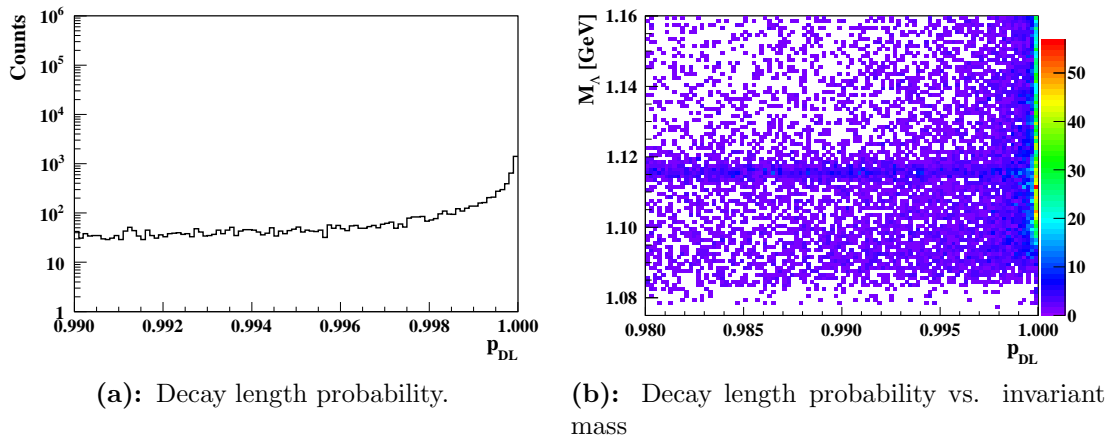 Counts
10^6
10^5
10^4
10^3
10^2
10
1
0.990 0.992 0.994 0.996 0.998 1.000
p_DL
(a): Decay length probability.
M_Λ [GeV]
1.16
1.14
1.12
1.10
1.08
0.980 0.985 0.990 0.995 1.000
p_DL
50
40
30
20
10
0
(b): Decay length probability vs. invariant
mass